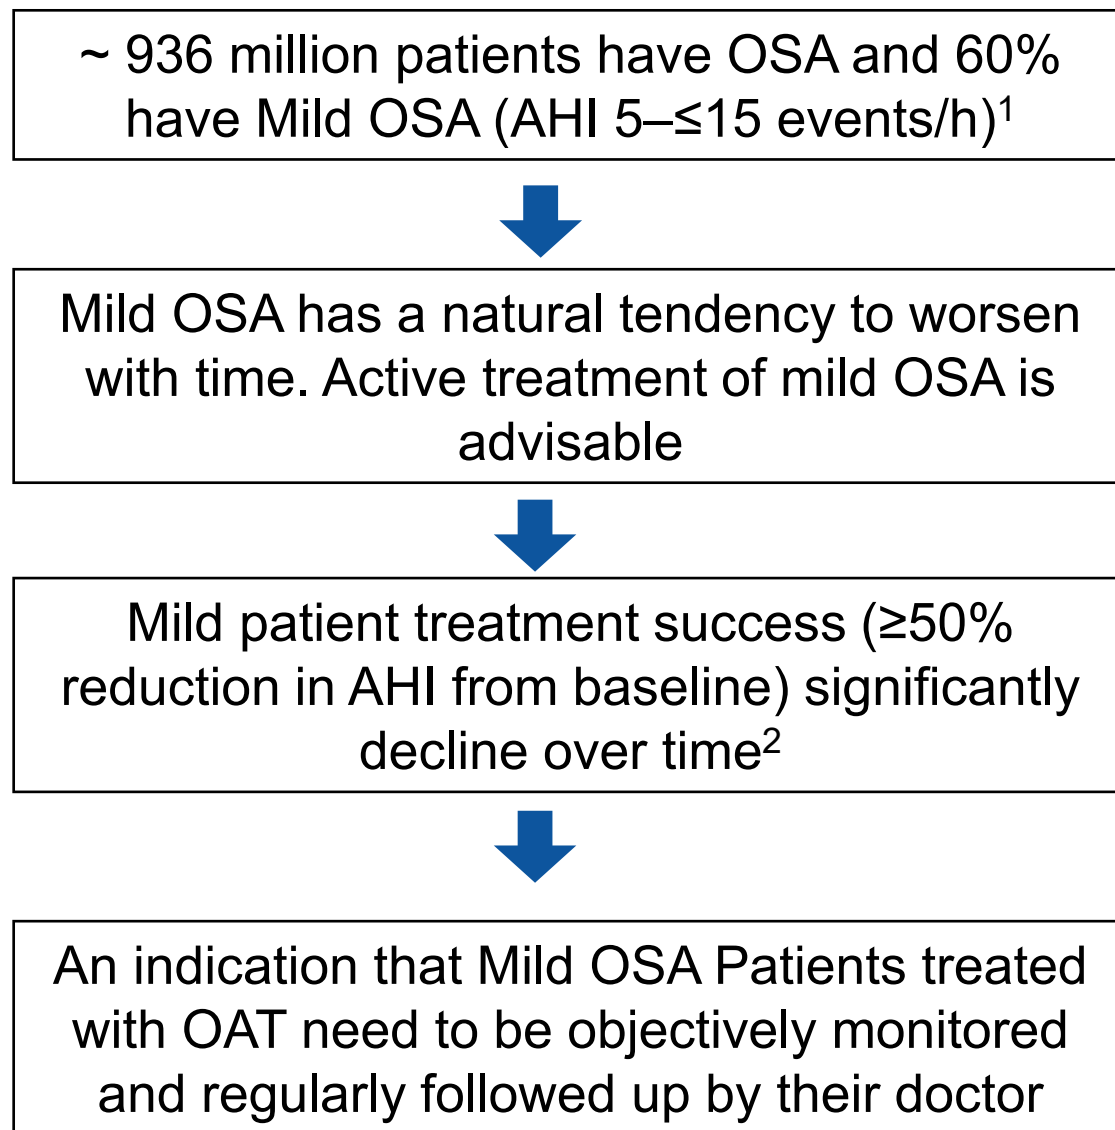 ~ 936 million patients have OSA and 60%
have Mild OSA (AHI 5–≤15 events/h)¹
Mild OSA has a natural tendency to worsen
with time. Active treatment of mild OSA is
advisable
Mild patient treatment success (≥50%
reduction in AHI from baseline) significantly
decline over time²
An indication that Mild OSA Patients treated
with OAT need to be objectively monitored
and regularly followed up by their doctor